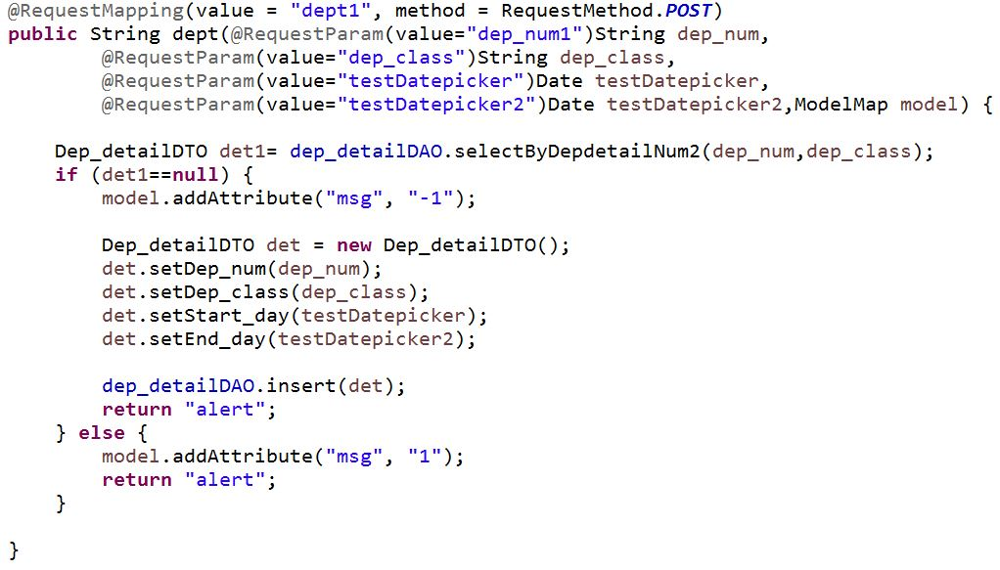 @RequestMapping(value = "dept1", method = RequestMethod.POST)
public String dept(@RequestParam(value="dep_num1")String dep_num,
        @RequestParam(value="dep_class")String dep_class,
        @RequestParam(value="testDatepicker")Date testDatepicker,
        @RequestParam(value="testDatepicker2")Date testDatepicker2,ModelMap model) {
    Dep_detailDTO det1= dep_detailDAO.selectByDepdetailNum2(dep_num,dep_class);
    if (det1==null) {
        model.addAttribute("msg", "-1");
        Dep_detailDTO det = new Dep_detailDTO();
        det.setDep_num(dep_num);
        det.setDep_class(dep_class);
        det.setStart_day(testDatepicker);
        det.setEnd_day(testDatepicker2);
        dep_detailDAO.insert(det);
        return "alert";
    } else {
        model.addAttribute("msg", "1");
        return "alert";
    }
}